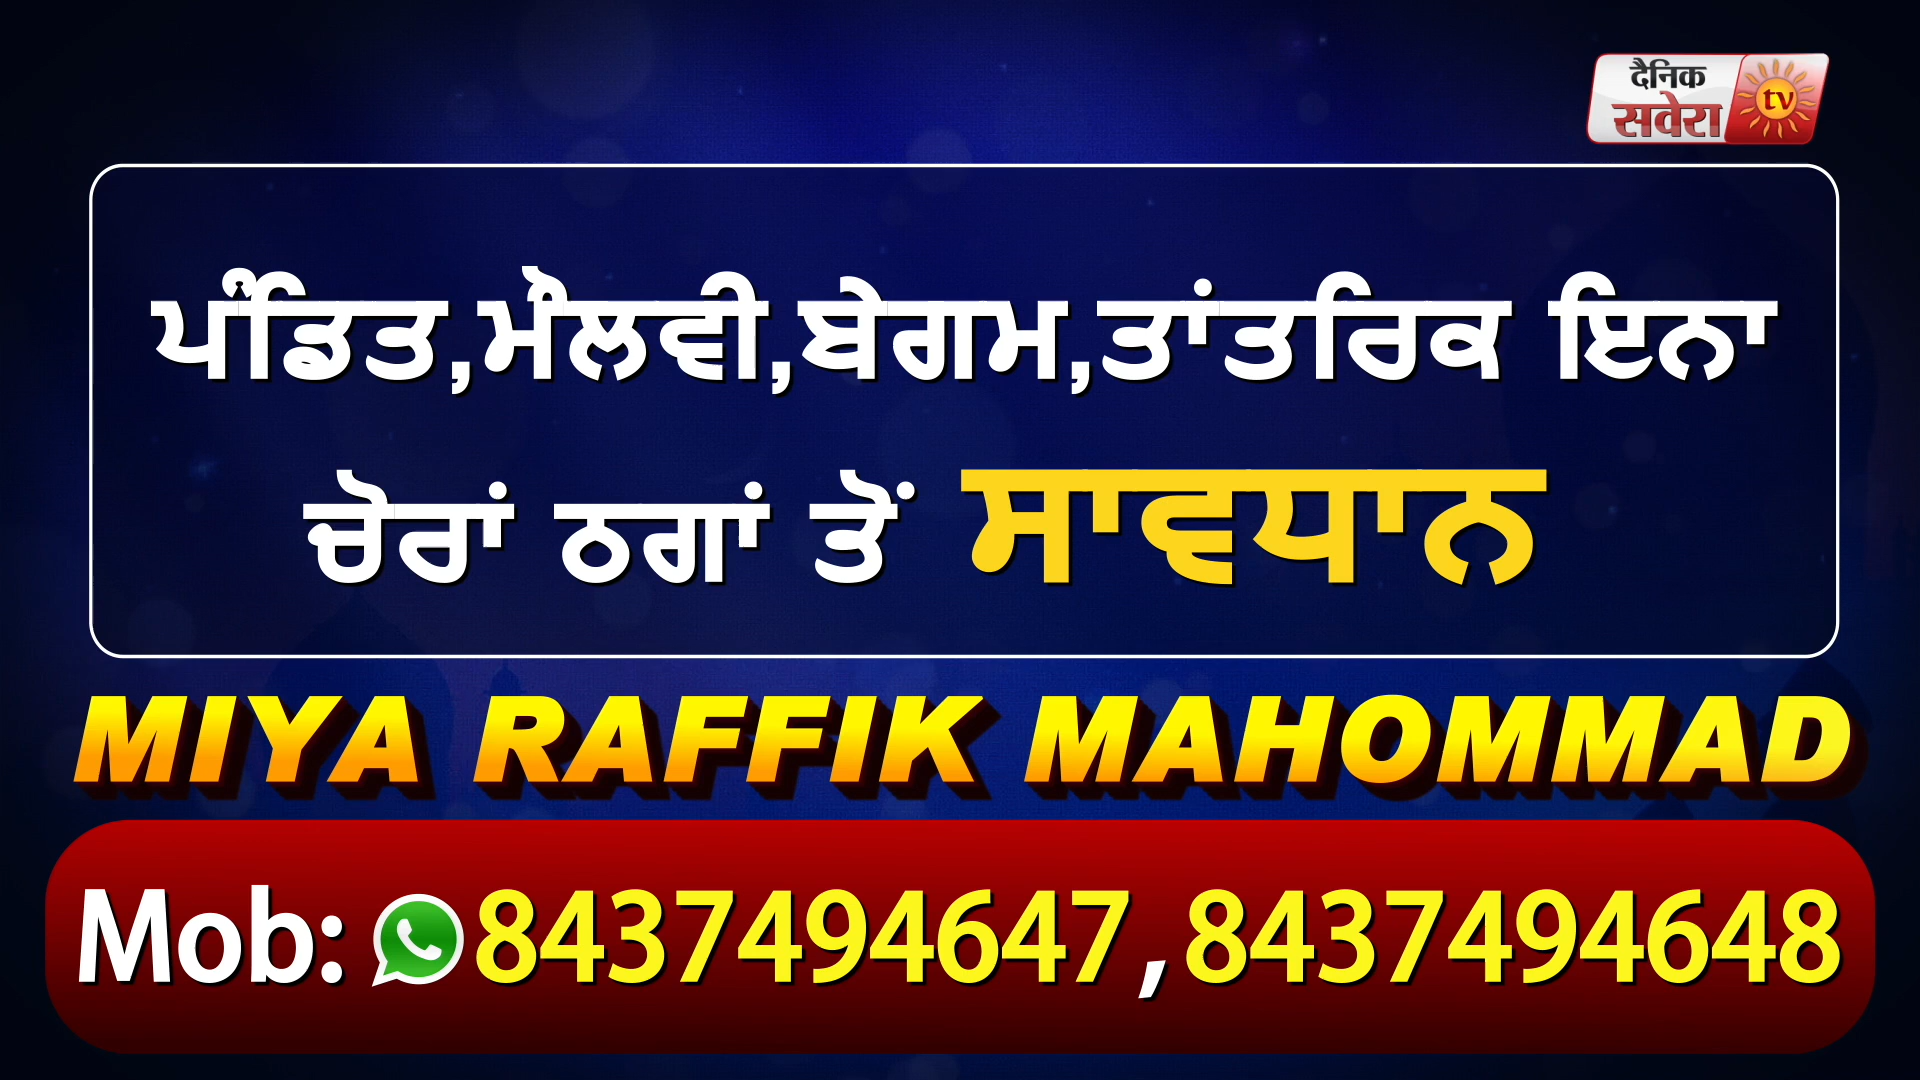 दैनिक
सवेरा tv
ਪੰਡਿਤ,ਮੌਲਵੀ,ਬੇਗਮ,ਤਾਂਤਰਿਕ ਇਨਾ
ਚੋਰਾਂ ਠਗਾਂ ਤੋਂ ਸਾਵਧਾਨ
MIYA RAFFIK MAHOMMAD
Mob: 8437494647, 8437494648